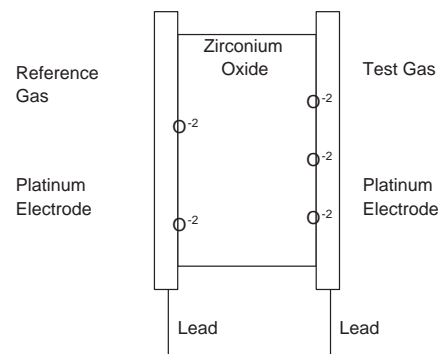 Zirconium
Oxide
Reference
Gas
Test Gas
O-2
O-2
O-2
Platinum
Electrode
Platinum
Electrode
O-2
O-2
Lead
Lead